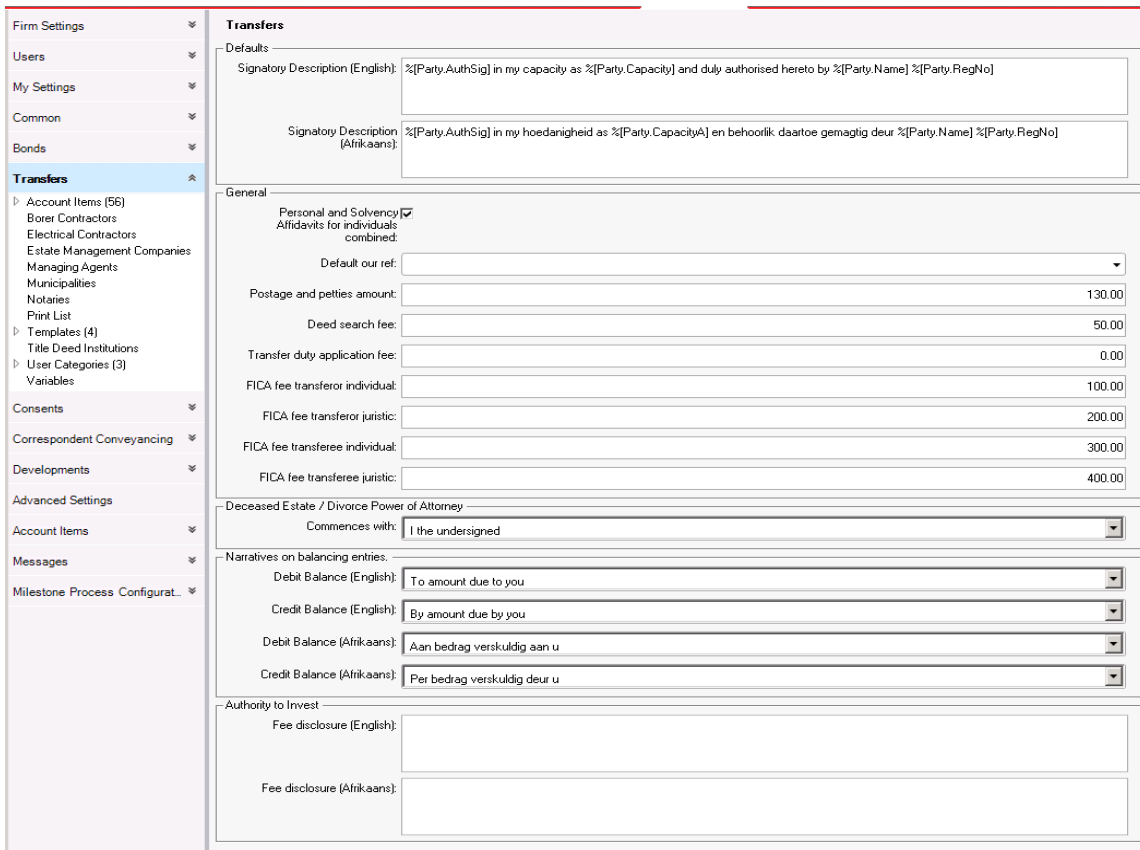 Firm Settings
Users
My Settings
Common
Bonds
Transfers
Account Items (56)
Borer Contractors
Electrical Contractors
Estate Management Companies
Managing Agents
Municipalities
Notaries
Print List
Templates (4)
Title Deed Institutions
User Categories (3)
Variables
Consents
Correspondent Conveyancing
Developments
Advanced Settings
Account Items
Messages
Milestone Process Configurat...
Transfers
Defaults
Signatory Description (English): %[Party.AuthSig] in my capacity as %[Party.Capacity] and duly authorised hereto by %[Party.Name] %[Party.RegNo]
Signatory Description (Afrikaans): %[Party.AuthSig] in my hoedanigheid as %[Party.CapacityA] en behoorlik daartoe gemagtig deur %[Party.Name] %[Party.RegNo]
General
Personal and Solvency
Affidavits for individuals
combined:
Default our ref:
Postage and petties amount: 130.00
Deed search fee: 50.00
Transfer duty application fee: 0.00
FICA fee transferor individual: 100.00
FICA fee transferor juristic: 200.00
FICA fee transferee individual: 300.00
FICA fee transferee juristic: 400.00
Deceased Estate / Divorce Power of Attorney
Commences with: I the undersigned
Narratives on balancing entries.
Debit Balance (English): To amount due to you
Credit Balance (English): By amount due by you
Debit Balance (Afrikaans): Aan bedrag verskuldig aan u
Credit Balance (Afrikaans): Per bedrag verskuldig deur u
Authority to Invest
Fee disclosure (English):
Fee disclosure (Afrikaans):